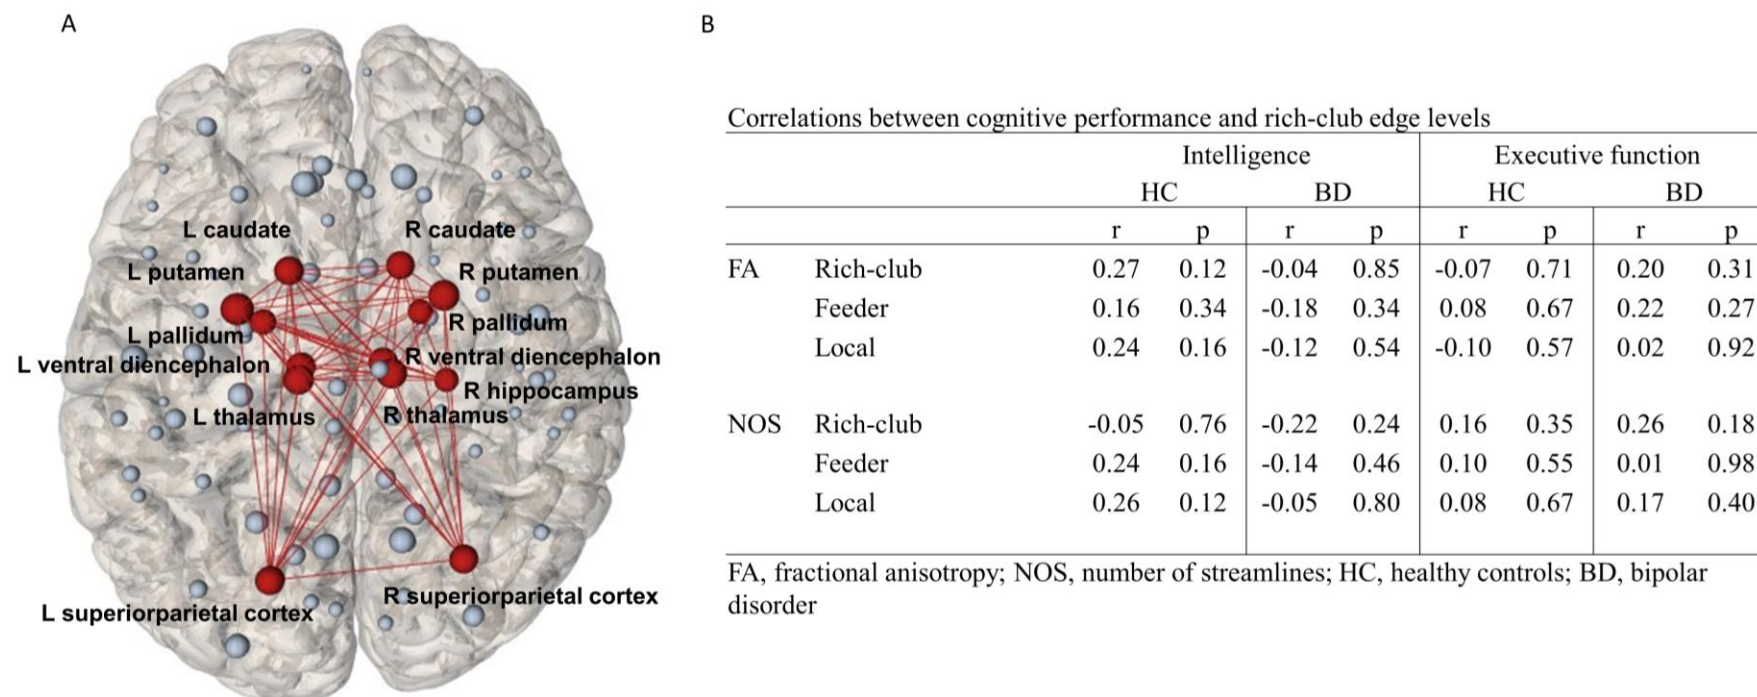 A
L caudate
R caudate
L putamen
R putamen
L pallidum
R pallidum
L ventral diencephalon
R ventral diencephalon
R hippocampus
L thalamus
R thalamus
L superiorparietal cortex
R superiorparietal cortex
B
Correlations between cognitive performance and rich-club edge levels
Intelligence Executive function
HC BD HC BD
r p r p r p r p
FA Rich-club 0.27 0.12 -0.04 0.85 -0.07 0.71 0.20 0.31
Feeder 0.16 0.34 -0.18 0.34 0.08 0.67 0.22 0.27
Local 0.24 0.16 -0.12 0.54 -0.10 0.57 0.02 0.92
NOS Rich-club -0.05 0.76 -0.22 0.24 0.16 0.35 0.26 0.18
Feeder 0.24 0.16 -0.14 0.46 0.10 0.55 0.01 0.98
Local 0.26 0.12 -0.05 0.80 0.08 0.67 0.17 0.40
FA, fractional anisotropy; NOS, number of streamlines; HC, healthy controls; BD, bipolar
disorder